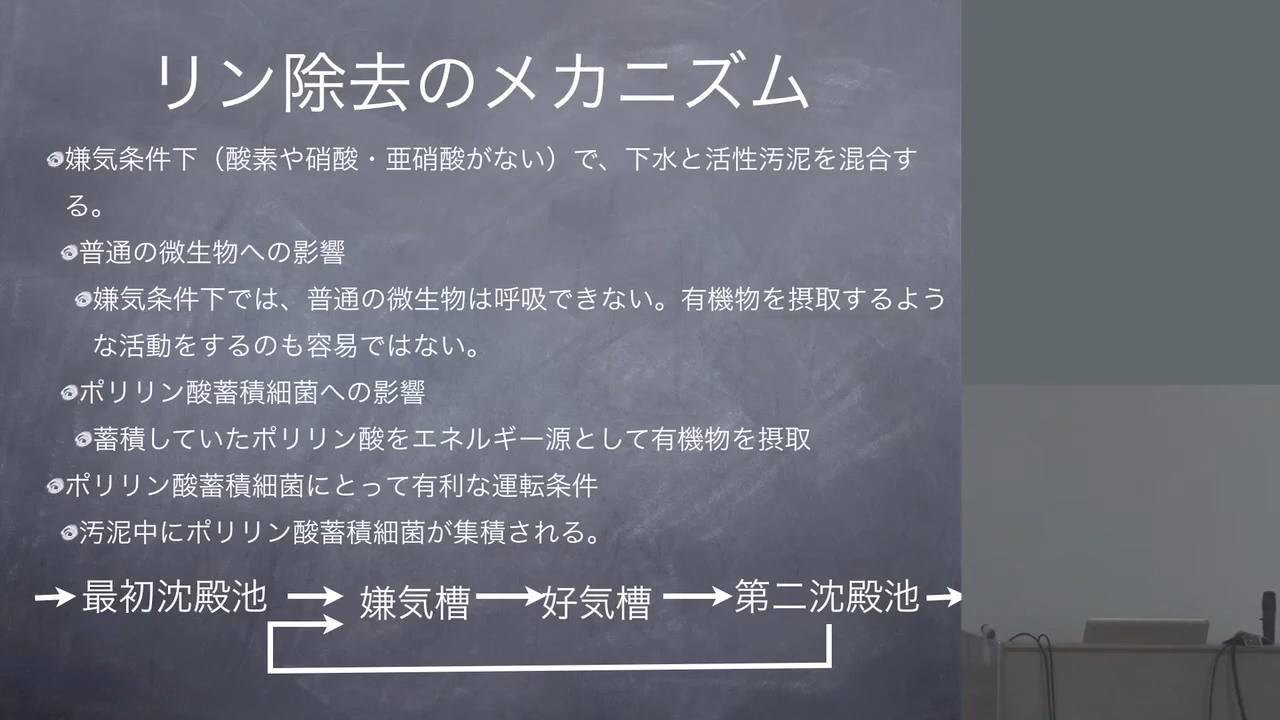 リン除去のメカニズム
嫌気条件下（酸素や硝酸・亜硝酸がない）で、下水と活性汚泥を混合す
る。
普通の微生物への影響
嫌気条件下では、普通の微生物は呼吸できない。有機物を摂取するよう
な活動をするのも容易ではない。
ポリリン酸蓄積細菌への影響
蓄積していたポリリン酸をエネルギー源として有機物を摂取
ポリリン酸蓄積細菌にとって有利な運転条件
汚泥中にポリリン酸蓄積細菌が集積される。
最初沈殿池 嫌気槽 好気槽 第二沈殿池